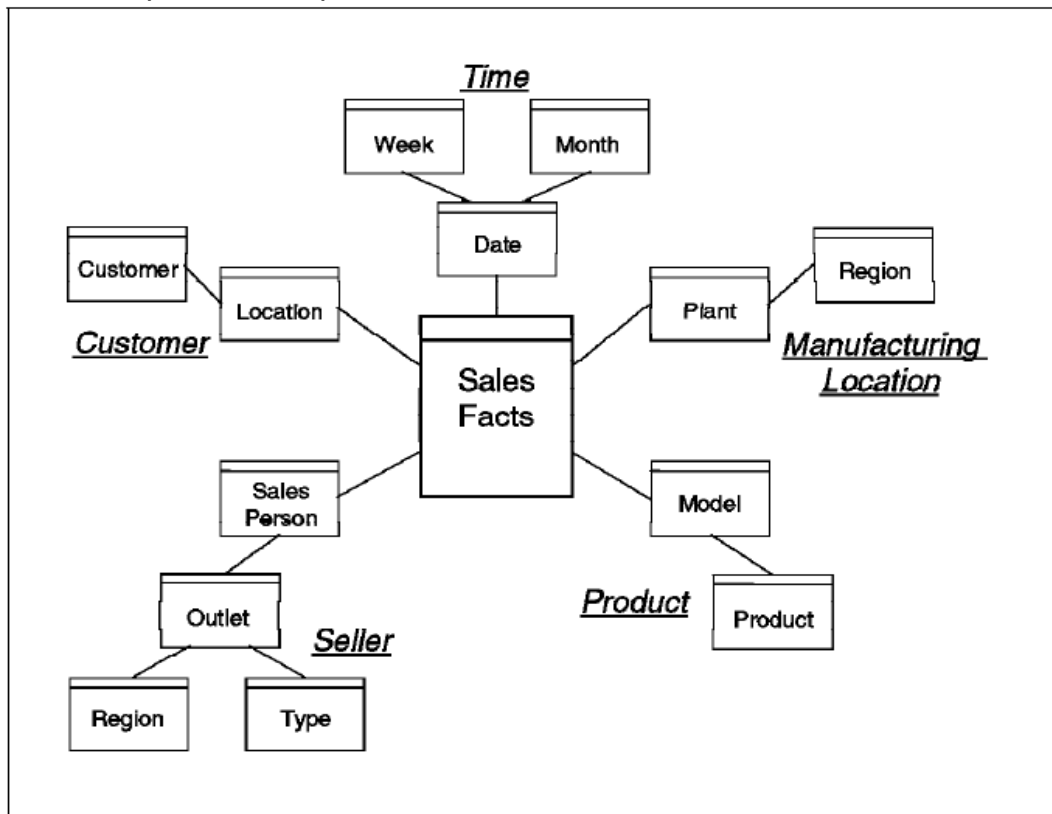 Time
Week
Month
Date
Customer
Location
Customer
Plant
Region
Manufacturing
Location
Sales
Facts
Sales
Person
Outlet
Seller
Region
Type
Model
Product
Product